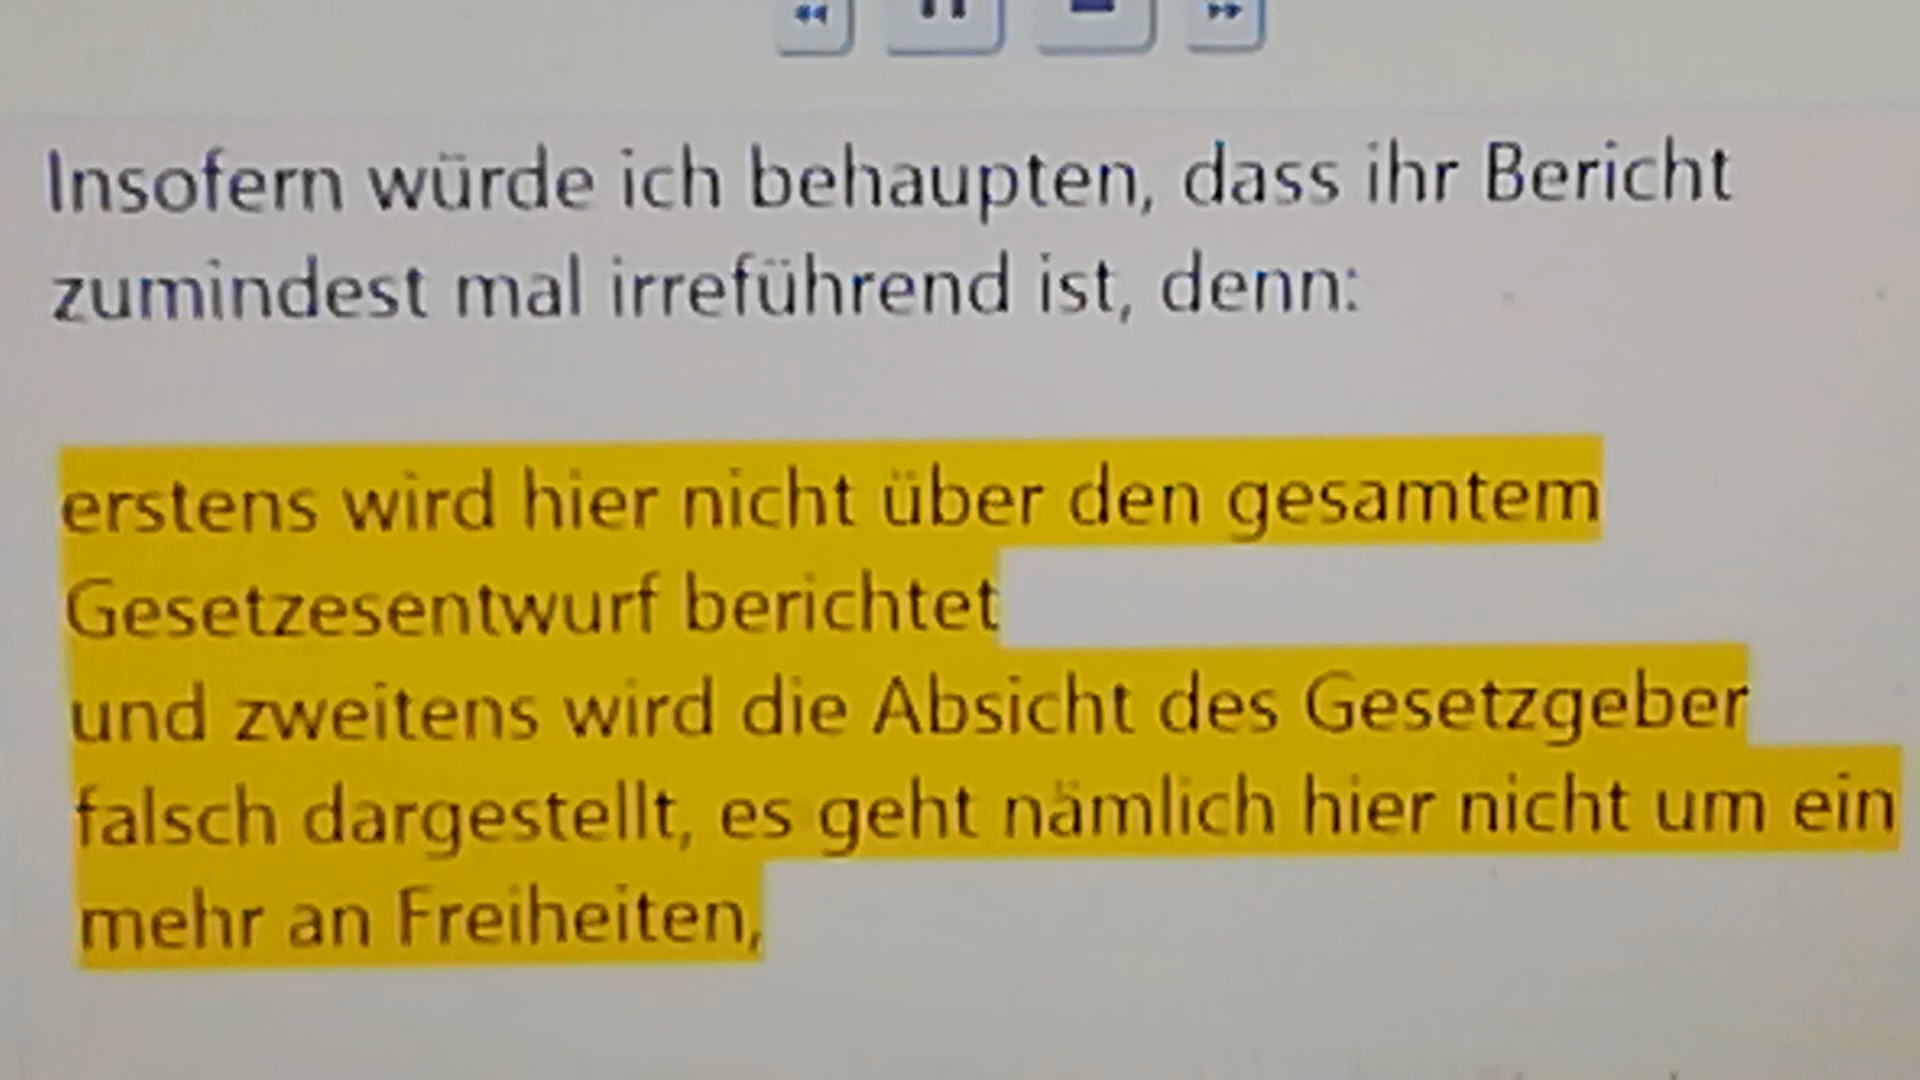 Insofern würde ich behaupten, dass ihr Bericht
zumindest mal irreführend ist, denn:
erstens wird hier nicht über den gesamtem
Gesetzesentwurf berichtet
und zweitens wird die Absicht des Gesetzgeber
falsch dargestellt, es geht nämlich hier nicht um ein
mehr an Freiheiten,